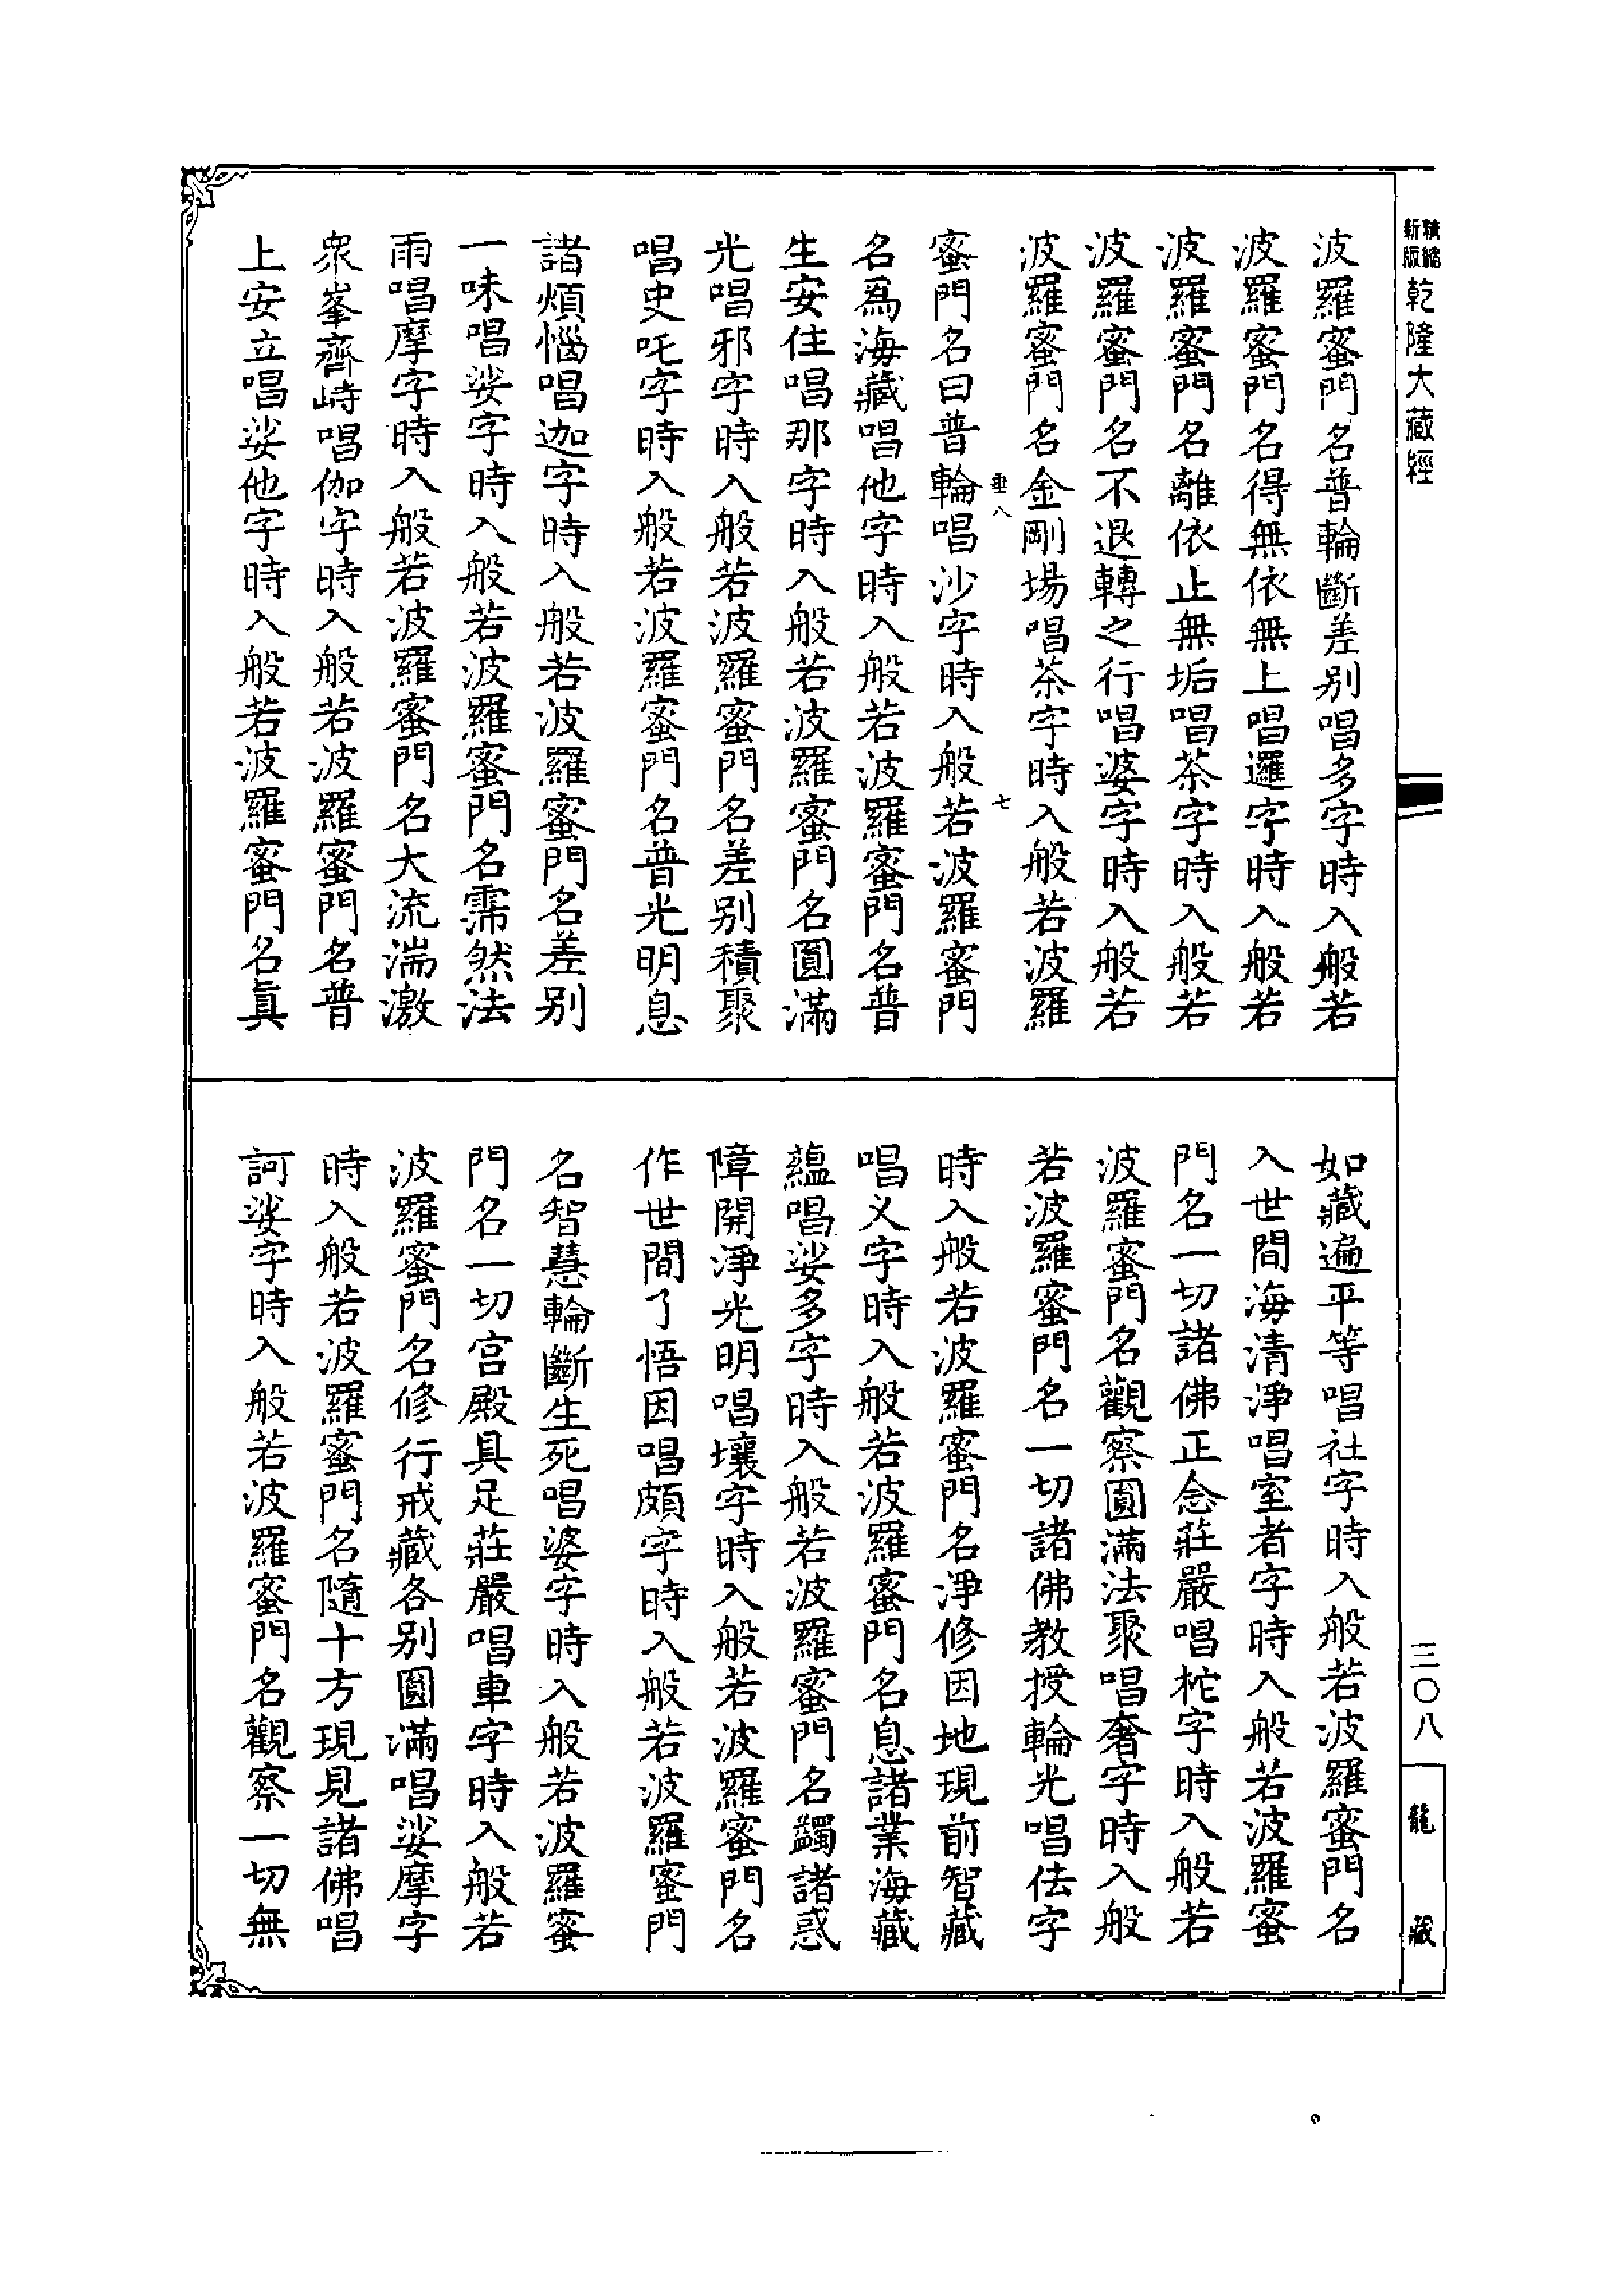 乾隆大藏經
波羅蜜門名普輪斷差别唱多字時入般若
波羅蜜門名得無依無上唱邏字時入般若
波羅蜜門名離依止無垢唱茶字時入般若
波羅蜜門名不退轉之行唱婆字時入般若
波羅蜜門名金剛場唱茶字時入般若波羅
垂八 七
蜜門名曰普輪唱沙字時入般若波羅蜜門
名爲海藏唱他字時入般若波羅蜜門名普
生安住唱那字時入般若波羅蜜門名圓滿
光唱邪字時入般若波羅蜜門名差别積聚
唱史吒字時入般若波羅蜜門名普光明息
諸煩惱唱迦字時入般若波羅蜜門名差别
一味唱娑字時入般若波羅蜜門名霈然法
雨唱摩字時入般若波羅蜜門名大流湍激
衆峯齊峙唱伽字時入般若波羅蜜門名普
上安立唱娑他字時入般若波羅蜜門名真
如藏遍平等唱社字時入般若波羅蜜門名
入世間海清淨唱室者字時入般若波羅蜜
門名一切諸佛正念莊嚴唱柁字時入般若
波羅蜜門名觀察圓滿法聚唱奢字時入般
若波羅蜜門名一切諸佛教授輪光唱佉字
時入般若波羅蜜門名淨修因地現前智藏
唱叉字時入般若波羅蜜門名息諸業海藏
蘊唱娑多字時入般若波羅蜜門名蠲諸惑
障開淨光明唱壤字時入般若波羅蜜門名
作世間了悟因唱頗字時入般若波羅蜜門
名智慧輪斷生死唱婆字時入般若波羅蜜
門名一切宫殿具足莊嚴唱車字時入般若
波羅蜜門名修行戒藏各别圓滿唱娑摩字
時入般若波羅蜜門名隨十方現見諸佛唱
訶娑字時入般若波羅蜜門名觀察一切無
三〇八
龍藏